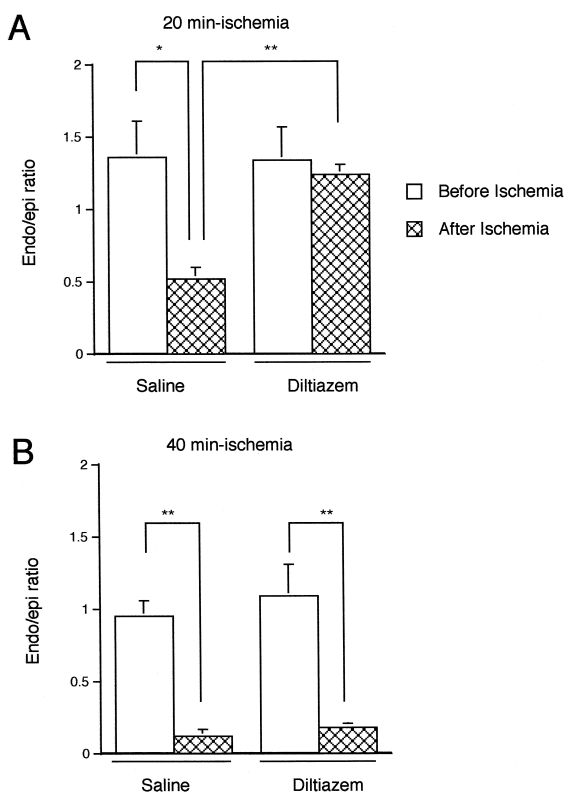 A
20 min-ischemia
* **
2
1.5
1
0.5
0
Endo/epi ratio
Before Ischemia
After Ischemia
Saline Diltiazem
B
40 min-ischemia
2
1.5
1
0.5
0
** **
Endo/epi ratio
Saline Diltiazem